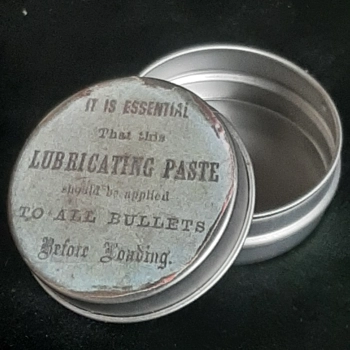 IT IS ESSENTIAL
That this
LUBRICATING PASTE
should be applied
TO ALL BULLETS
Before Loading.